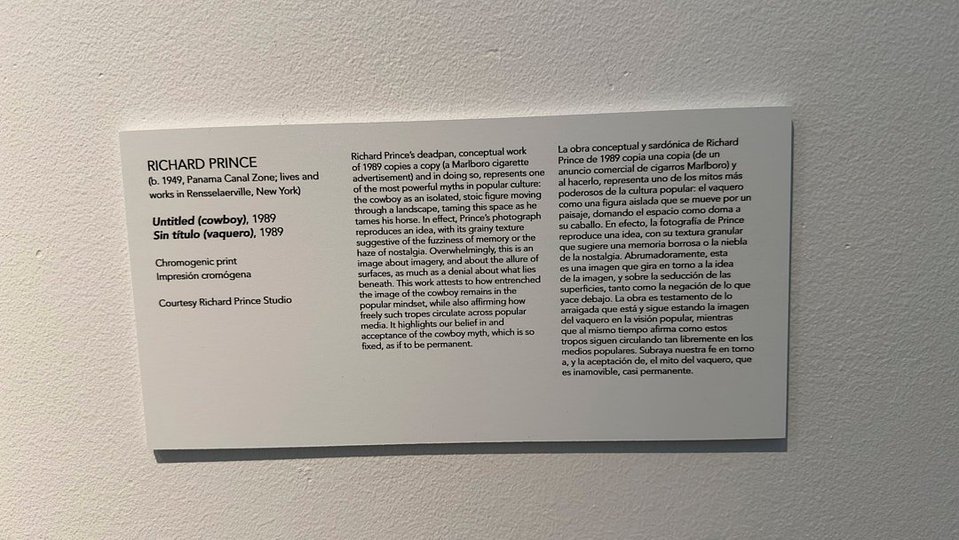 RICHARD PRINCE
(b. 1949, Panama Canal Zone; lives and
works in Rensselaerville, New York)
Untitled (cowboy), 1989
Sin título (vaquero), 1989
Chromogenic print
Impresión cromógena
Courtesy Richard Prince Studio
Richard Prince's deadpan, conceptual work
of 1989 copies a copy (a Marlboro cigarette
advertisement) and in doing so, represents one
of the most powerful myths in popular culture:
the cowboy as an isolated, stoic figure moving
through a landscape, taming this space as he
tames his horse. In effect, Prince's photograph
reproduces an idea, with its grainy texture
suggestive of the fuzziness of memory or the
haze of nostalgia. Overwhelmingly, this is an
image about imagery, and about the allure of
surfaces, as much as a denial about what lies
beneath. This work attests to how entrenched
the image of the cowboy remains in the
popular mindset, while also affirming how
freely such tropes circulate across popular
media. It highlights our belief in and
acceptance of the cowboy myth, which is so
fixed, as if to be permanent.
La obra conceptual y sardónica de Richard
Prince de 1989 copia una copia (de un
anuncio comercial de cigarros Marlboro) y
al hacerlo, representa uno de los mitos más
poderosos de la cultura popular: el vaquero
como una figura aislada que se mueve por un
paisaje, domando el espacio como doma a
su caballo. En efecto, la fotografía de Prince
reproduce una idea, con su textura granular
que sugiere una memoria borrosa o la niebla
de la nostalgia. Abrumadoramente, esta
es una imagen que gira en torno a la idea
de la imagen, y sobre la seducción de las
superficies, tanto como la negación de lo que
yace debajo. La obra es testamento de lo
arraigada que está y sigue estando la imagen
del vaquero en la visión popular, mientras
que al mismo tiempo afirma como estos
tropos siguen circulando tan libremente en los
medios populares. Subraya nuestra fe en torno
a, y la aceptación de, el mito del vaquero, que
es inamovible, casi permanente.